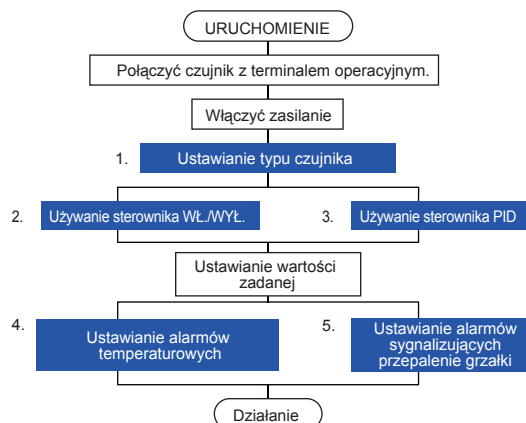 URUCHOMIENIE
Połączyć czujnik z terminalem operacyjnym.
Włączyć zasilanie
1. Ustawianie typu czujnika
2. Używanie sterownika WŁ./WYŁ.
3. Używanie sterownika PID
Ustawianie wartości
zadanej
4. Ustawianie alarmów
temperaturowych
5. Ustawianie alarmów
sygnalizujących
przepalenie grzałki
Działanie